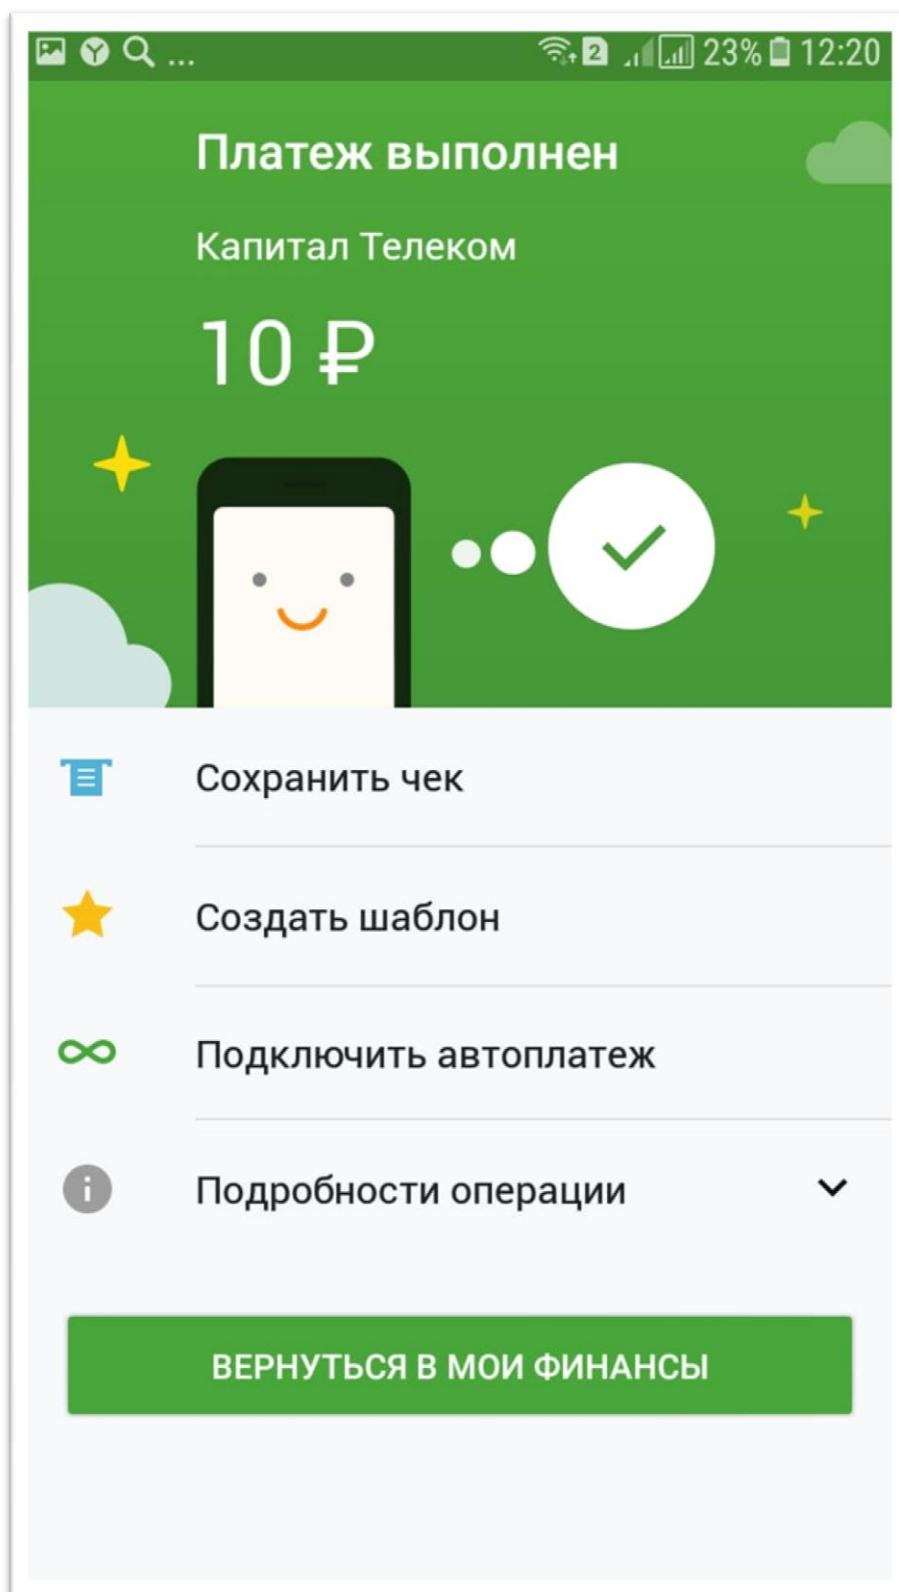 ... 2 23% 12:20
Платеж выполнен
Капитал Телеком
10 ₽
Сохранить чек
Создать шаблон
Подключить автоплатеж
Подробности операции
ВЕРНУТЬСЯ В МОИ ФИНАНСЫ